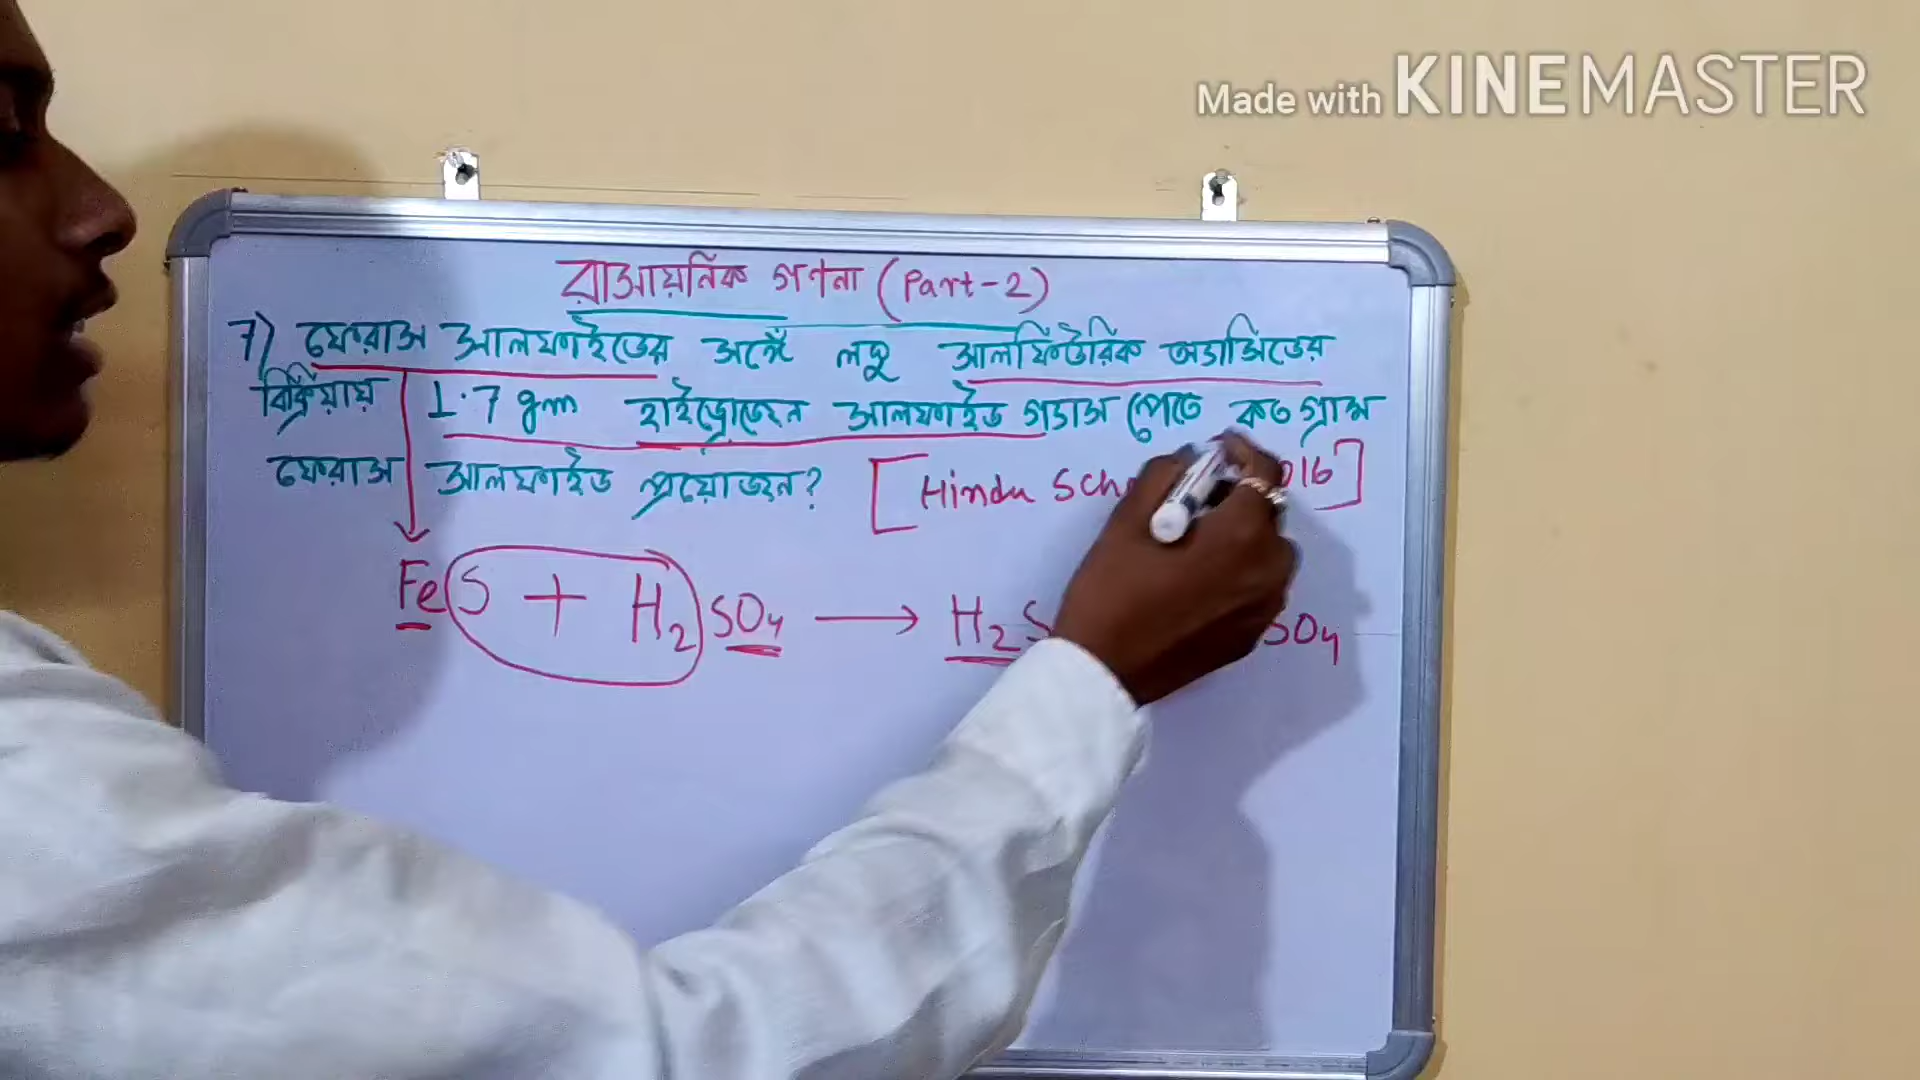 Made with KINEMASTER
রাসায়নিক গণনা (Part-2)
7) ফেরাস সালফাইডের সঙ্গে লঘু সালফিউরিক অ্যাসিডের
বিক্রিয়ায় 1.7 gm হাইড্রোজেন সালফাইড গ্যাস পেতে কত গ্রাম
ফেরাস সালফাইড প্রয়োজন? [Hindu 016]
FeS + H₂SO₄ ⟶ H₂S SO₄